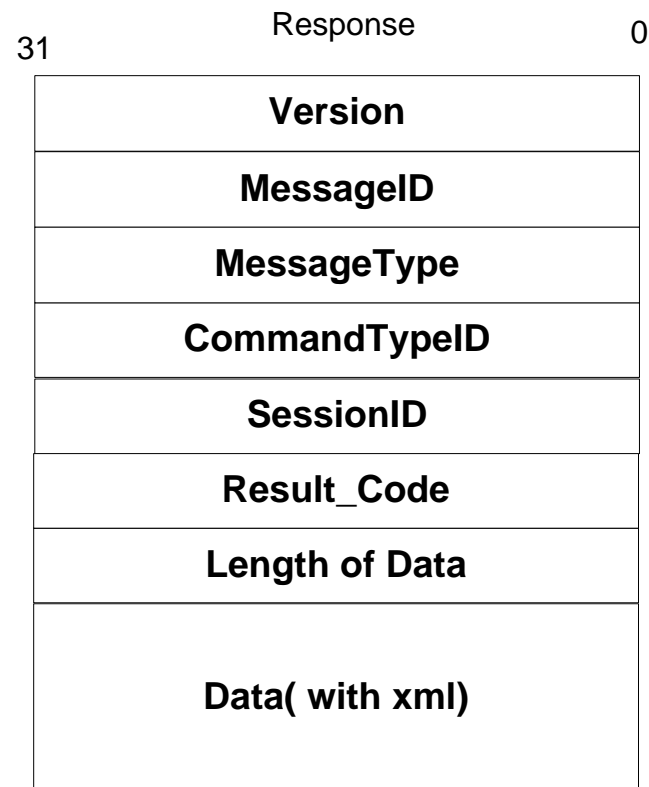 Response
31 0
Version
MessageID
MessageType
CommandTypeID
SessionID
Result_Code
Length of Data
Data( with xml)